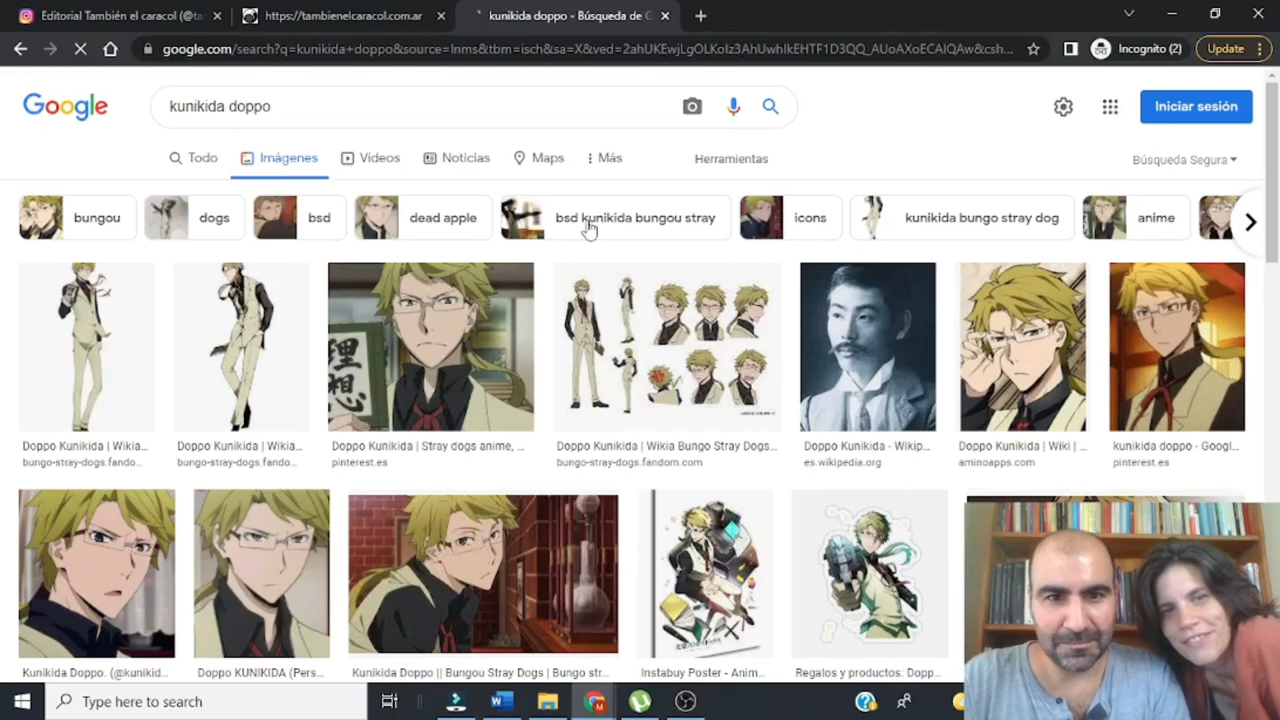 Editorial También el caracol (@ta
https://tambienelcaracol.com.ar
kunikida doppo - Búsqueda de G
google.com/search?q=kunikida+doppo&source=lnms&tbm=isch&sa=X&ved=
Incognito (2)
Update
Google
kunikida doppo
Iniciar sesión
Todo
Imágenes
Videos
Noticias
Maps
Más
Herramientas
Búsqueda Segura
bungou
dogs
bsd
dead apple
bsd kunikida bungou stray
icons
kunikida bungo stray dog
anime
理想
Doppo Kunikida | Wikia...
bungo-stray-dogs.fando...
Doppo Kunikida | Wikia...
bungo-stray-dogs.fando...
Doppo Kunikida | Stray dogs anime, ...
pinterest.es
Doppo Kunikida | Wikia Bungo Stray Dogs...
bungo-stray-dogs.fandom.com
Doppo Kunikida - Wikip...
es.wikipedia.org
Doppo Kunikida | Wiki | ...
aminoapps.com
kunikida doppo - Googl...
pinterest.es
Kunikida Doppo. (@kunikid...
Doppo KUNIKIDA (Pers...
Kunikida Doppo || Bungou Stray Dogs | Bungo str...
Instabuy Poster - Anim...
Regalos y productos: Dopp...
Type here to search